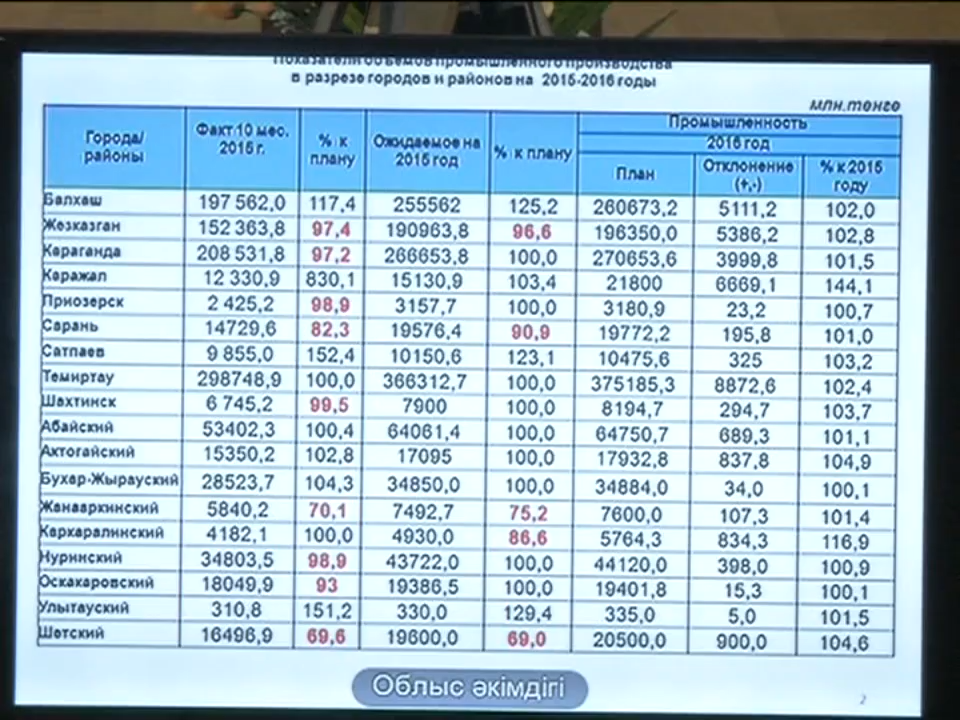 Показатели объемов промышленного производства
в разрезе городов и районов на 2015-2016 годы
млн.тенге
Города/ районы Факт 10 мес. 2015 г. % к плану Ожидаемое на 2015 год % к плану Промышленность
2016 год
План Отклонение (+,-) % к 2015 году
Балхаш 197 562,0 117,4 255562 125,2 260673,2 5111,2 102,0
Жезказган 152 363,8 97,4 190963,8 96,6 196350,0 5386,2 102,8
Караганда 208 531,8 97,2 266653,8 100,0 270653,6 3999,8 101,5
Каражал 12 330,9 830,1 15130,9 103,4 21800 6669,1 144,1
Приозерск 2 425,2 98,9 3157,7 100,0 3180,9 23,2 100,7
Сарань 14729,6 82,3 19576,4 90,9 19772,2 195,8 101,0
Сатпаев 9 855,0 152,4 10150,6 123,1 10475,6 325 103,2
Темиртау 298748,9 100,0 366312,7 100,0 375185,3 8872,6 102,4
Шахтинск 6 745,2 99,5 7900 100,0 8194,7 294,7 103,7
Абайский 53402,3 100,4 64061,4 100,0 64750,7 689,3 101,1
Актогайский 15350,2 102,8 17095 100,0 17932,8 837,8 104,9
Бухар-Жырауский 28523,7 104,3 34850,0 100,0 34884,0 34,0 100,1
Жанааркинский 5840,2 70,1 7492,7 75,2 7600,0 107,3 101,4
Каркаралинский 4182,1 100,0 4930,0 86,6 5764,3 834,3 116,9
Нуринский 34803,5 98,9 43722,0 100,0 44120,0 398,0 100,9
Осакаровский 18049,9 93 19386,5 100,0 19401,8 15,3 100,1
Улытауский 310,8 151,2 330,0 129,4 335,0 5,0 101,5
Шетский 16496,9 69,6 19600,0 69,0 20500,0 900,0 104,6
Облыс әкімдігі
2